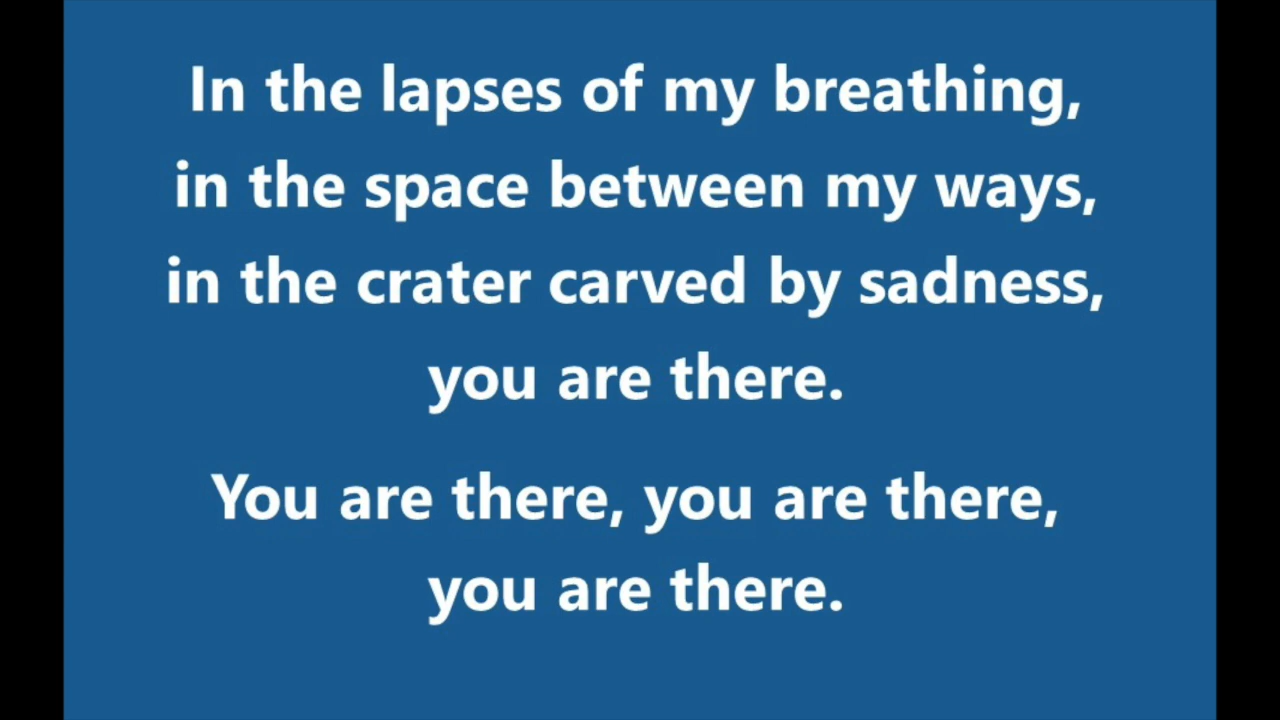 In the lapses of my breathing,
in the space between my ways,
in the crater carved by sadness,
you are there.
You are there, you are there,
you are there.